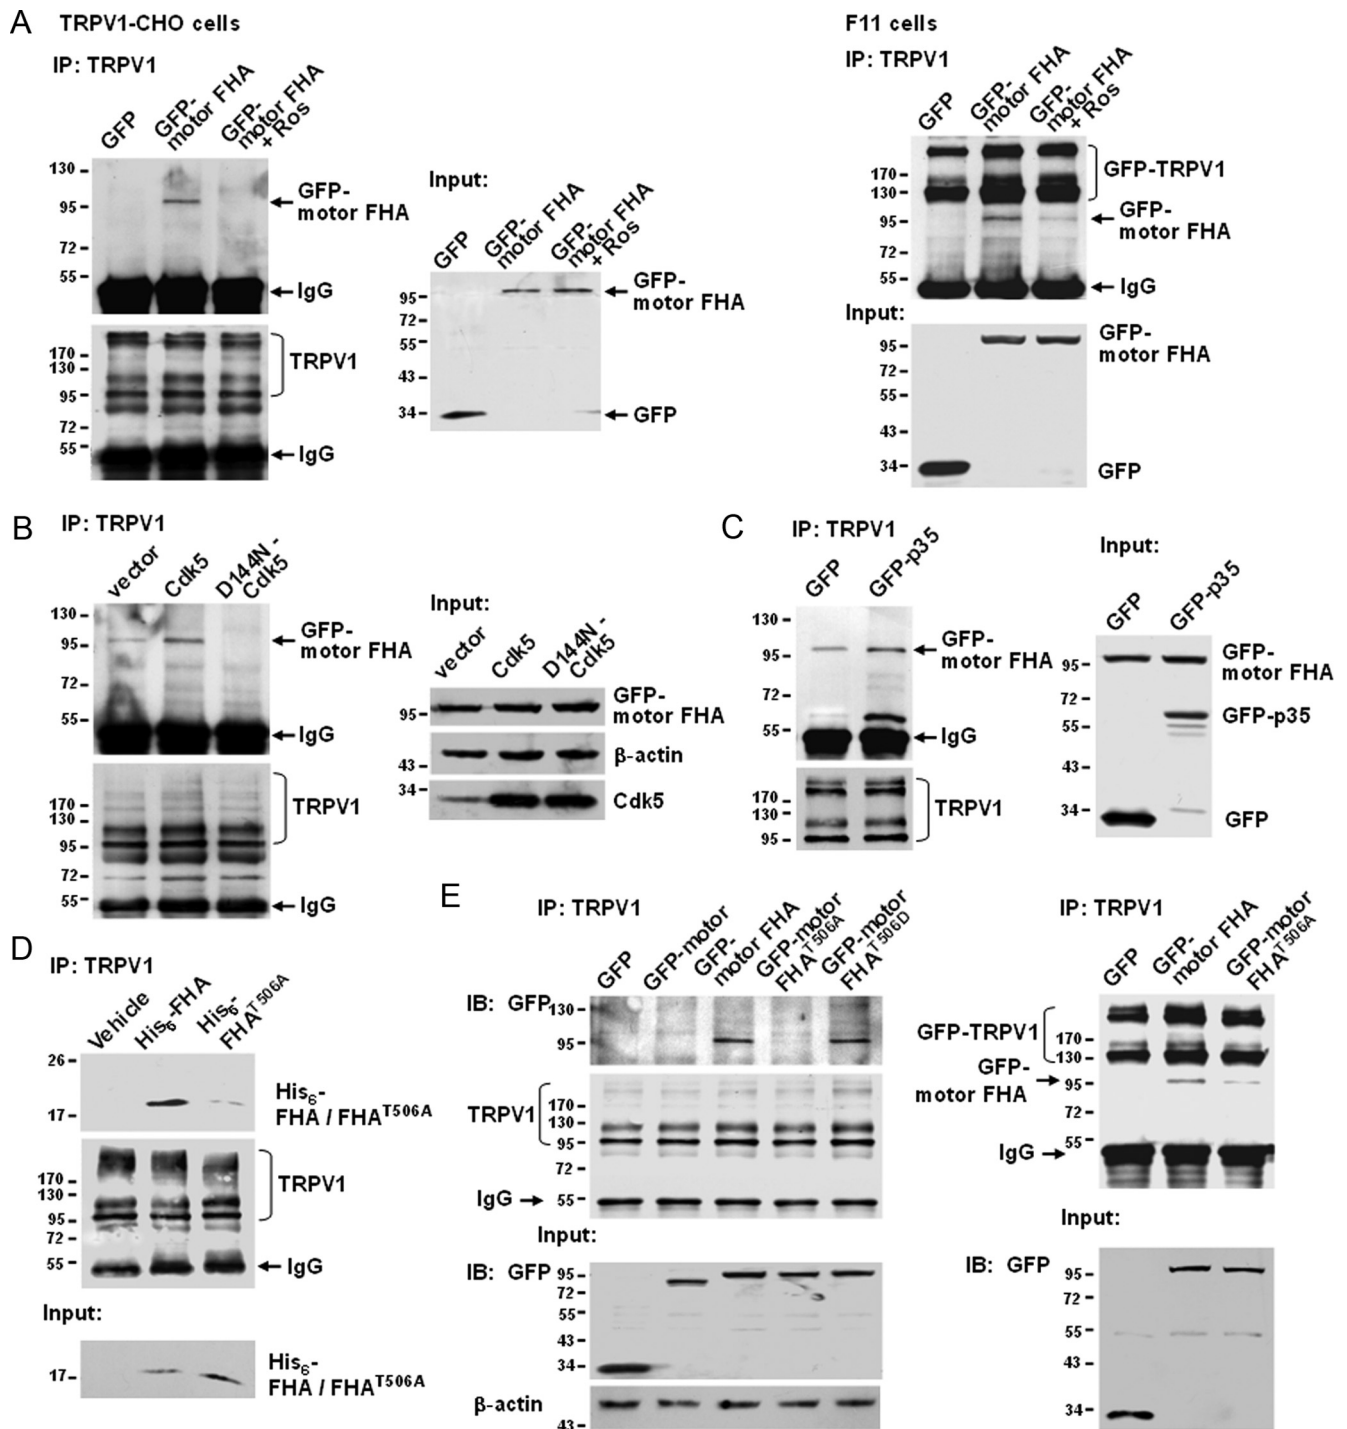 A
TRPV1-CHO cells
IP: TRPV1
GFP
GFP-
motor FHA
GFP-
motor FHA
+ Ros
130
95
72
55
GFP-
motor FHA
IgG
170
130
95
72
55
TRPV1
IgG
Input:
GFP
GFP-
motor FHA
GFP-
motor FHA
+ Ros
95
72
55
43
34
GFP-
motor FHA
GFP
F11 cells
IP: TRPV1
GFP
GFP-
motor FHA
GFP-
motor FHA
+ Ros
170
130
95
72
55
GFP-TRPV1
GFP-
motor FHA
IgG
Input:
95
72
55
43
34
GFP-
motor FHA
GFP
B
IP: TRPV1
vector
Cdk5
D144N -
Cdk5
130
95
72
55
GFP-
motor FHA
IgG
170
130
95
72
55
TRPV1
IgG
Input:
vector
Cdk5
D144N -
Cdk5
95
43
34
GFP-
motor FHA
β-actin
Cdk5
C
IP: TRPV1
GFP
GFP-p35
130
95
72
55
GFP-
motor FHA
IgG
170
130
95
TRPV1
Input:
GFP
GFP-p35
95
72
55
43
34
GFP-
motor FHA
GFP-p35
GFP
D
IP: TRPV1
Vehicle
His6-FHA
His6-
FHA T506A
26
17
His6-
FHA / FHA T506A
170
130
95
72
55
TRPV1
IgG
Input:
17
His6-
FHA / FHA T506A
E
IP: TRPV1
GFP
GFP-motor
GFP-
motor FHA
GFP-motor
FHA T506A
GFP-motor
FHA T506D
IB: GFP
130
95
TRPV1
170
130
95
72
IgG
55
Input:
IB: GFP
95
72
55
43
34
β-actin
43
IP: TRPV1
GFP
GFP-
motor FHA
GFP-motor
FHA T506A
GFP-TRPV1
GFP-
motor FHA
IgG
170
130
95
72
55
Input:
IB: GFP
95
72
55
43
34